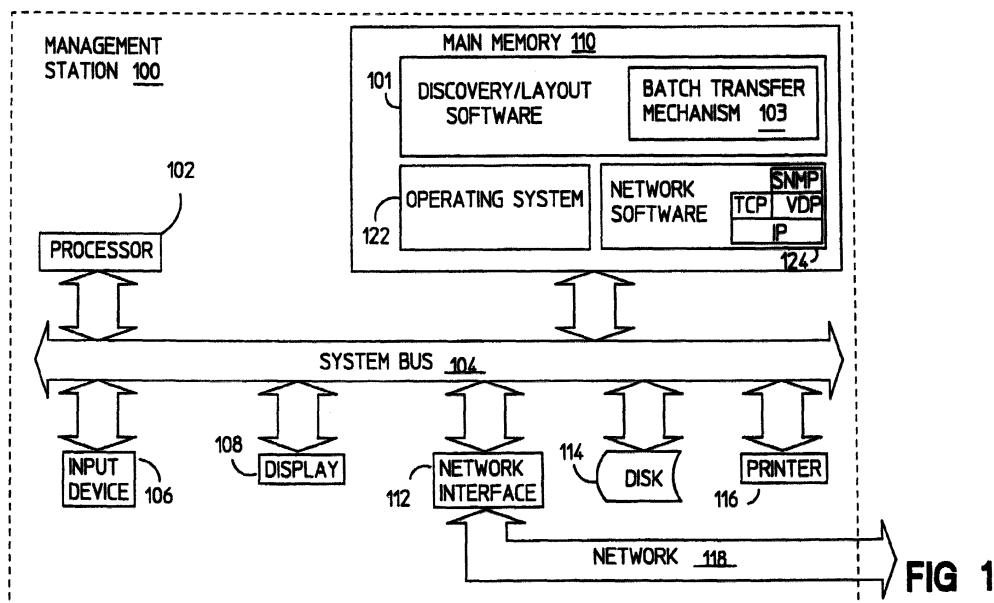 MANAGEMENT
STATION 100
MAIN MEMORY 110
101
DISCOVERY/LAYOUT
SOFTWARE
BATCH TRANSFER
MECHANISM 103
102
OPERATING SYSTEM
122
NETWORK
SOFTWARE
SNMP
TCP VDP
IP
124
PROCESSOR
SYSTEM BUS 104
INPUT
DEVICE
106
108
DISPLAY
112
NETWORK
INTERFACE
114
DISK
PRINTER
116
NETWORK 118
FIG 1